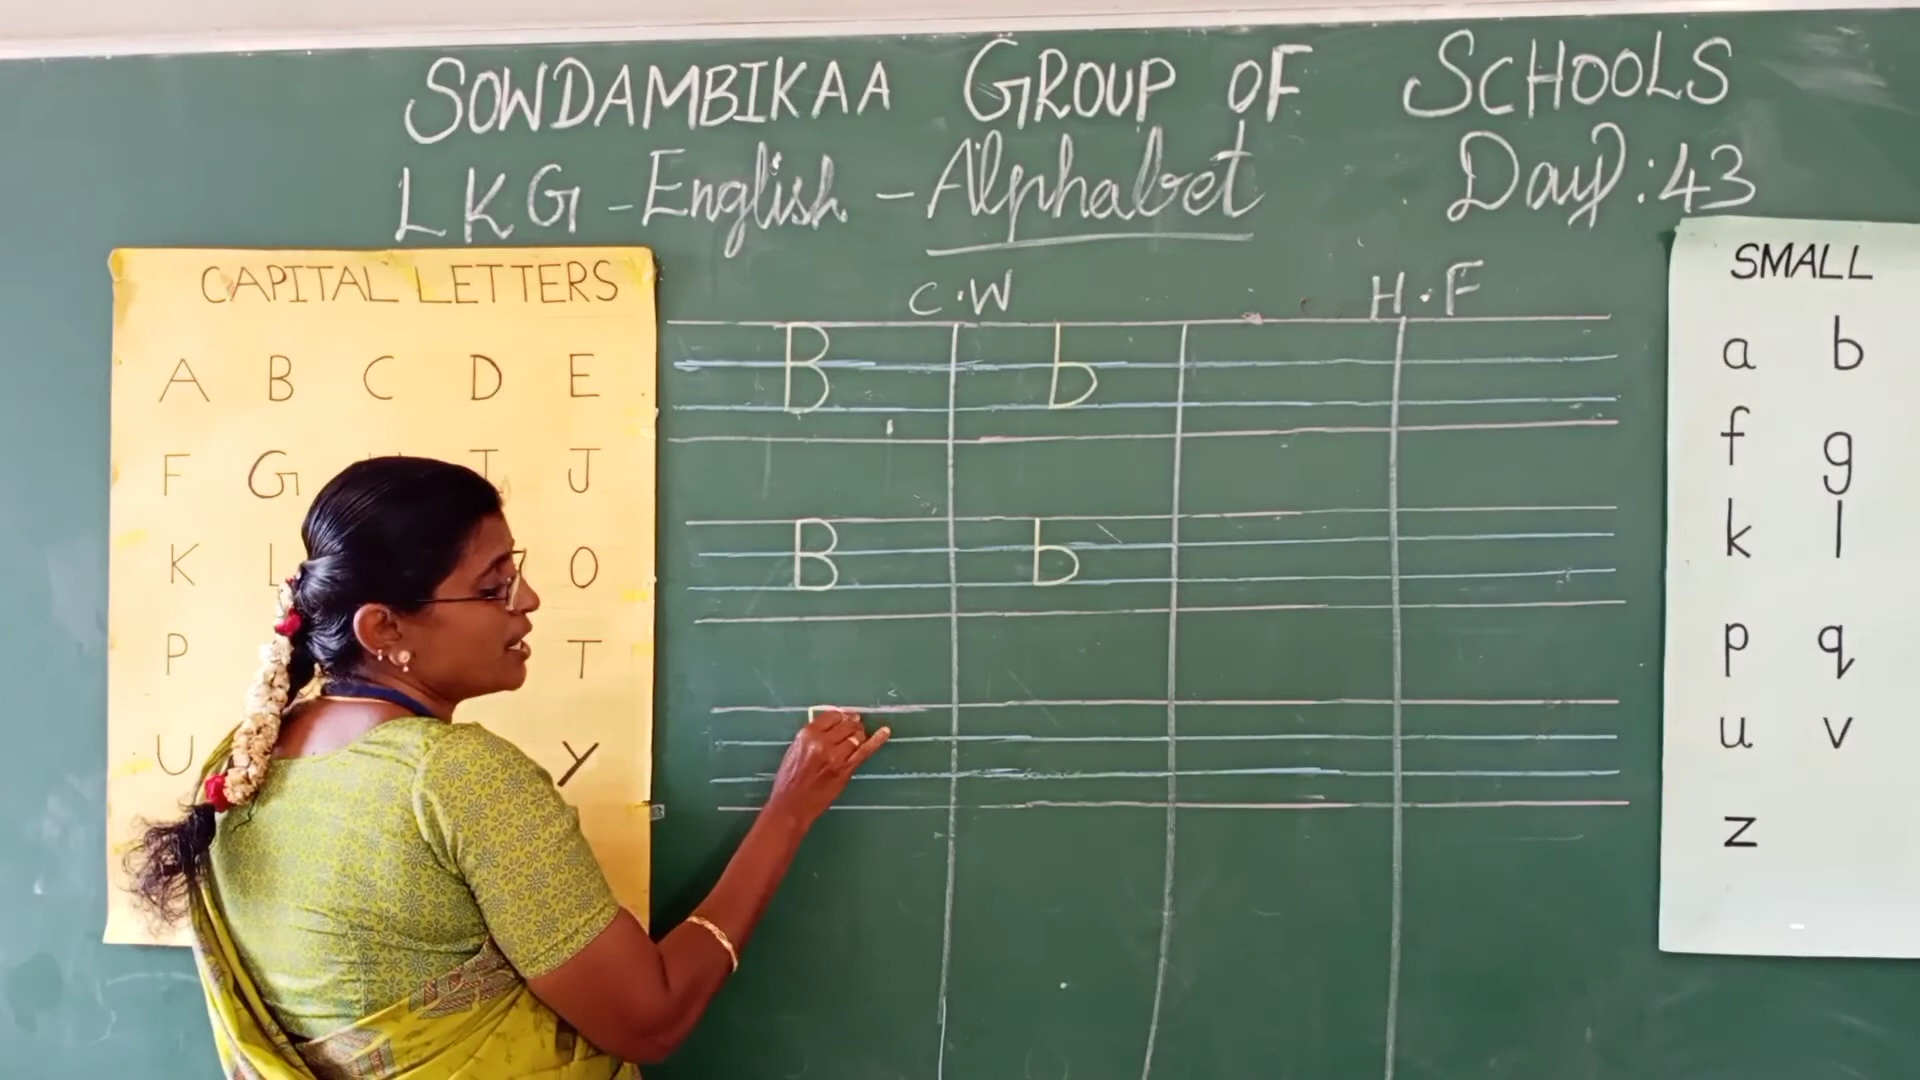 SOWDAMBIKAA GROUP OF SCHOOLS
LKG - English - Alphabet Day: 43
CAPITAL LETTERS
A B C D E
F G I J
K L O
P T
U Y
C.W H.F
B b
B b
SMALL
a b
f g
k l
p q
u v
z